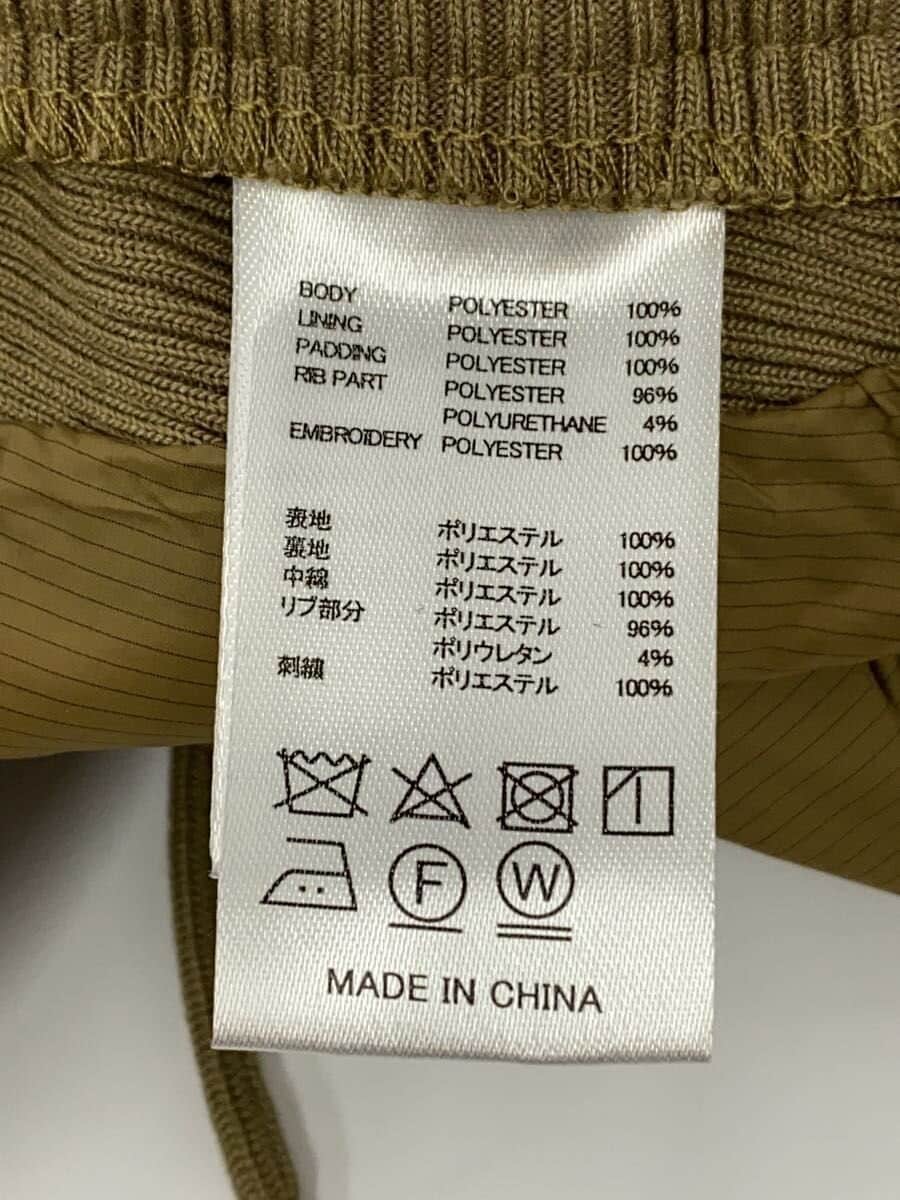 BODY POLYESTER 100%
LINING POLYESTER 100%
PADDING POLYESTER 100%
RIB PART POLYESTER 96%
POLYURETHANE 4%
EMBROIDERY POLYESTER 100%
表地 ポリエステル 100%
裏地 ポリエステル 100%
中綿 ポリエステル 100%
リブ部分 ポリエステル 96%
ポリウレタン 4%
刺繍 ポリエステル 100%
F W
MADE IN CHINA